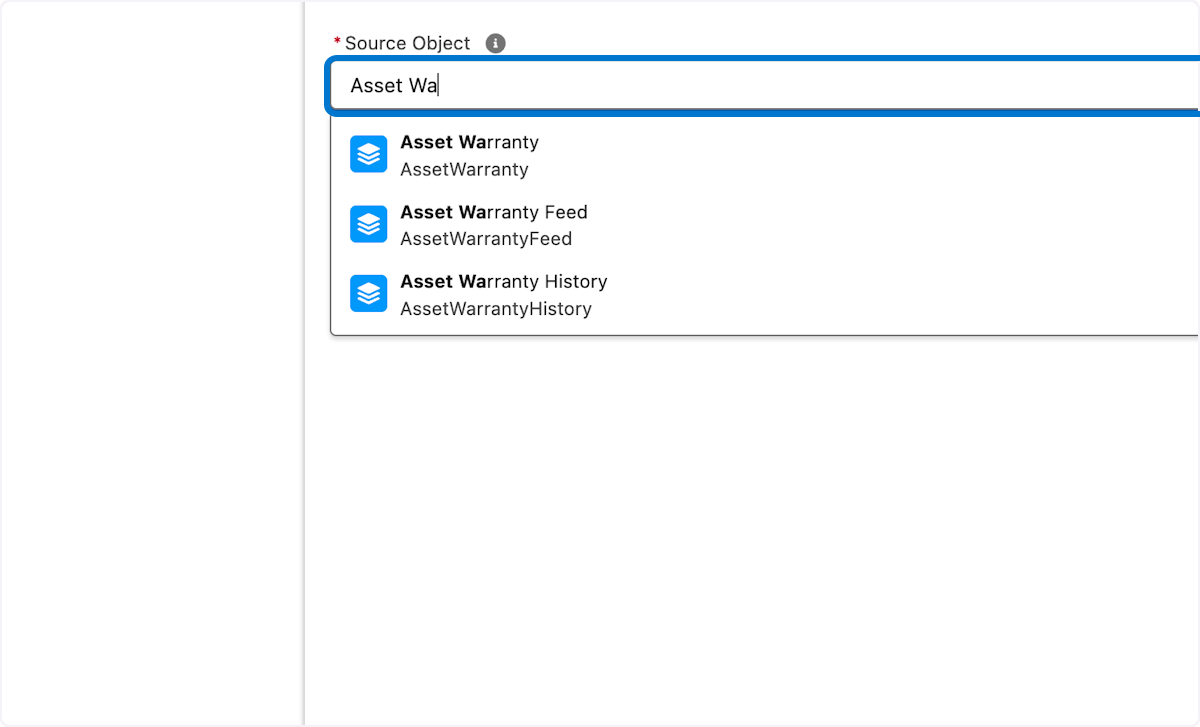 * Source Object
Asset Wa
Asset Warranty
AssetWarranty
Asset Warranty Feed
AssetWarrantyFeed
Asset Warranty History
AssetWarrantyHistory